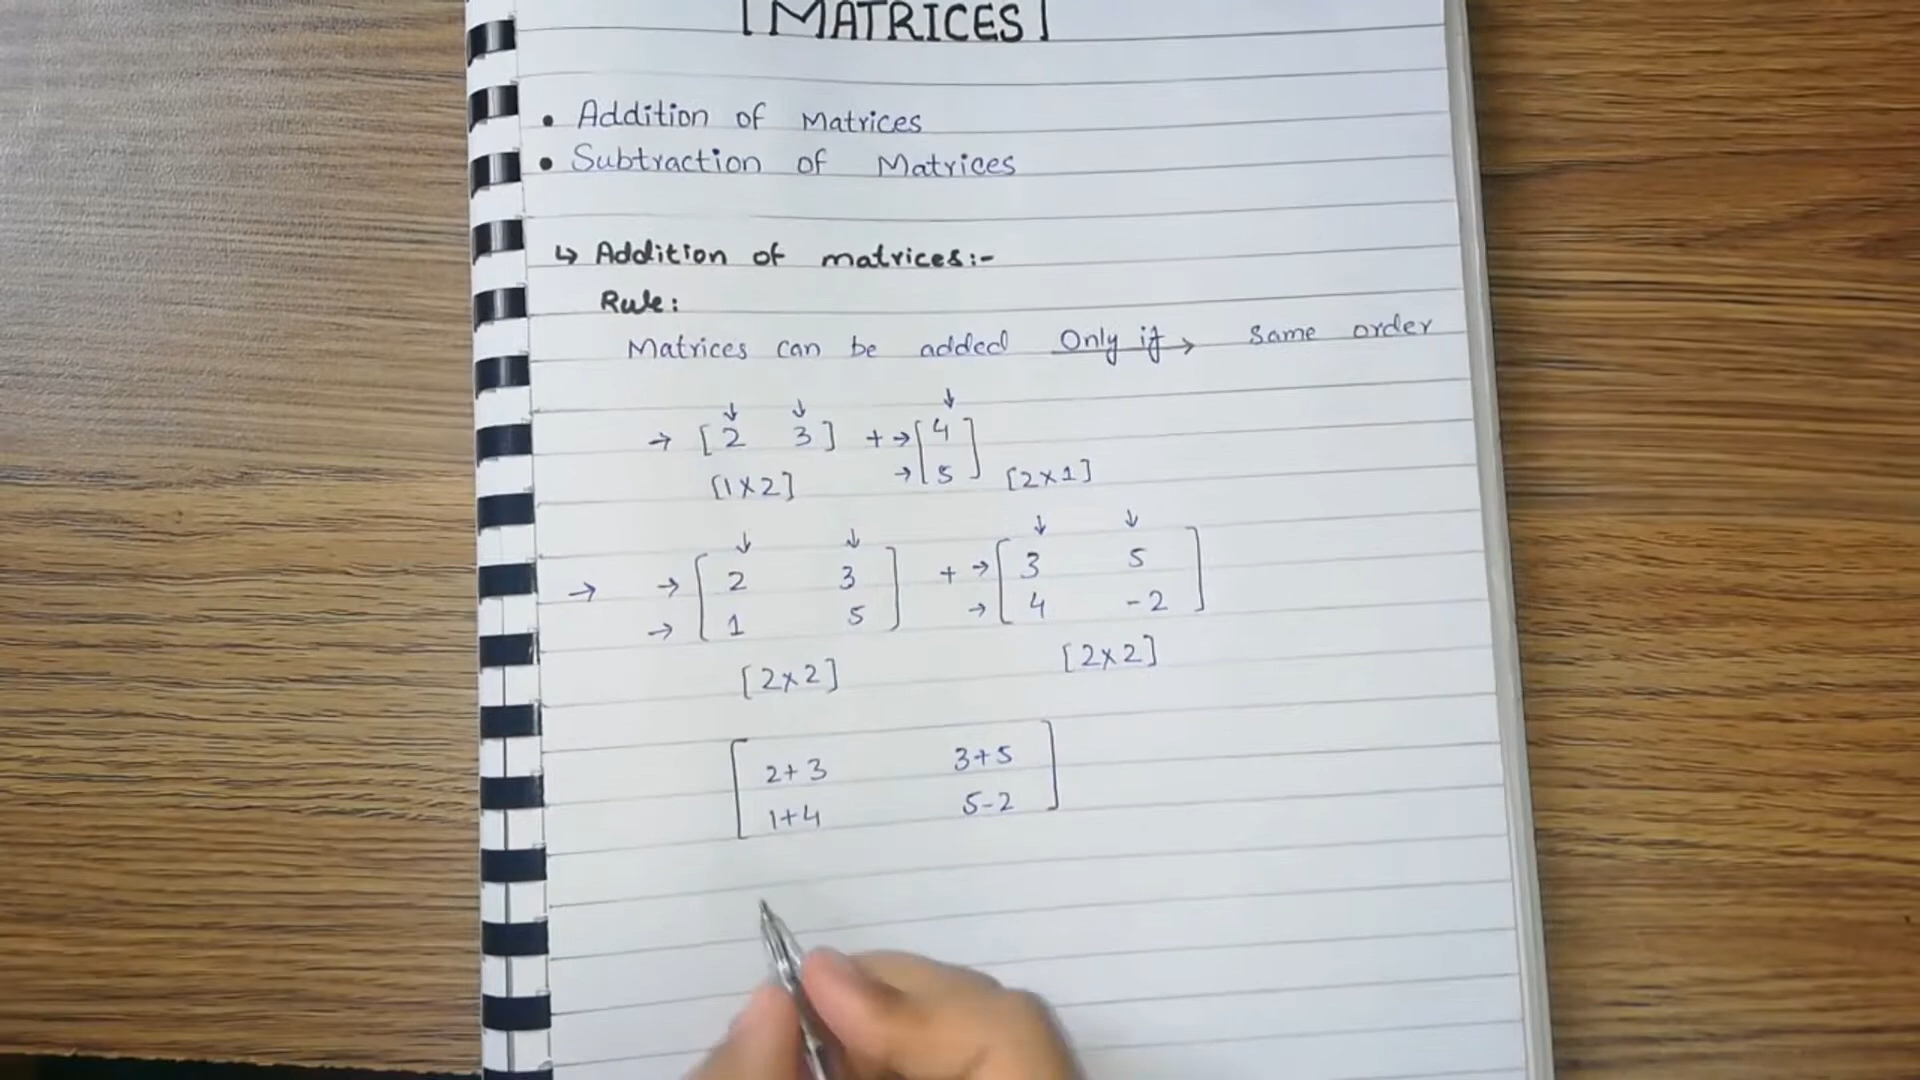 [MATRICES]
• Addition of Matrices
• Subtraction of Matrices
↳ Addition of matrices:-
Rule:
Matrices can be added Only if → Same order
↓ ↓ ↓
→ [2 3] + → [4
→ 5]
[1×2] [2×1]
↓ ↓ ↓ ↓
→ → [2 3] + → [3 5]
→ [1 5] → [4 -2]
[2×2] [2×2]
[2+3 3+5]
[1+4 5-2]